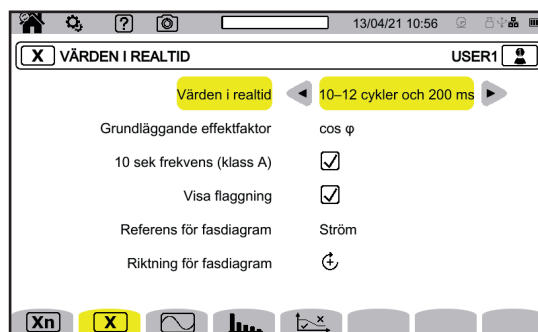 ? 13/04/21 10:56
X VÄRDEN I REALTID USER1
Värden i realtid 10–12 cykler och 200 ms
Grundläggande effektfaktor cos φ
10 sek frekvens (klass A)
Visa flaggning
Referens för fasdiagram Ström
Riktning för fasdiagram
Xn X